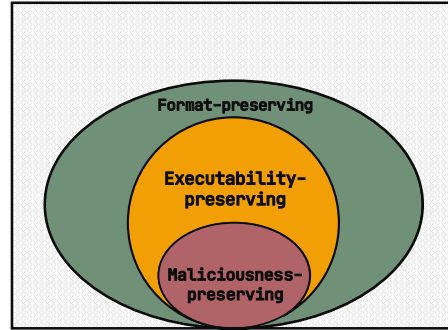 Format-preserving
Executability-
preserving
Maliciousness-
preserving